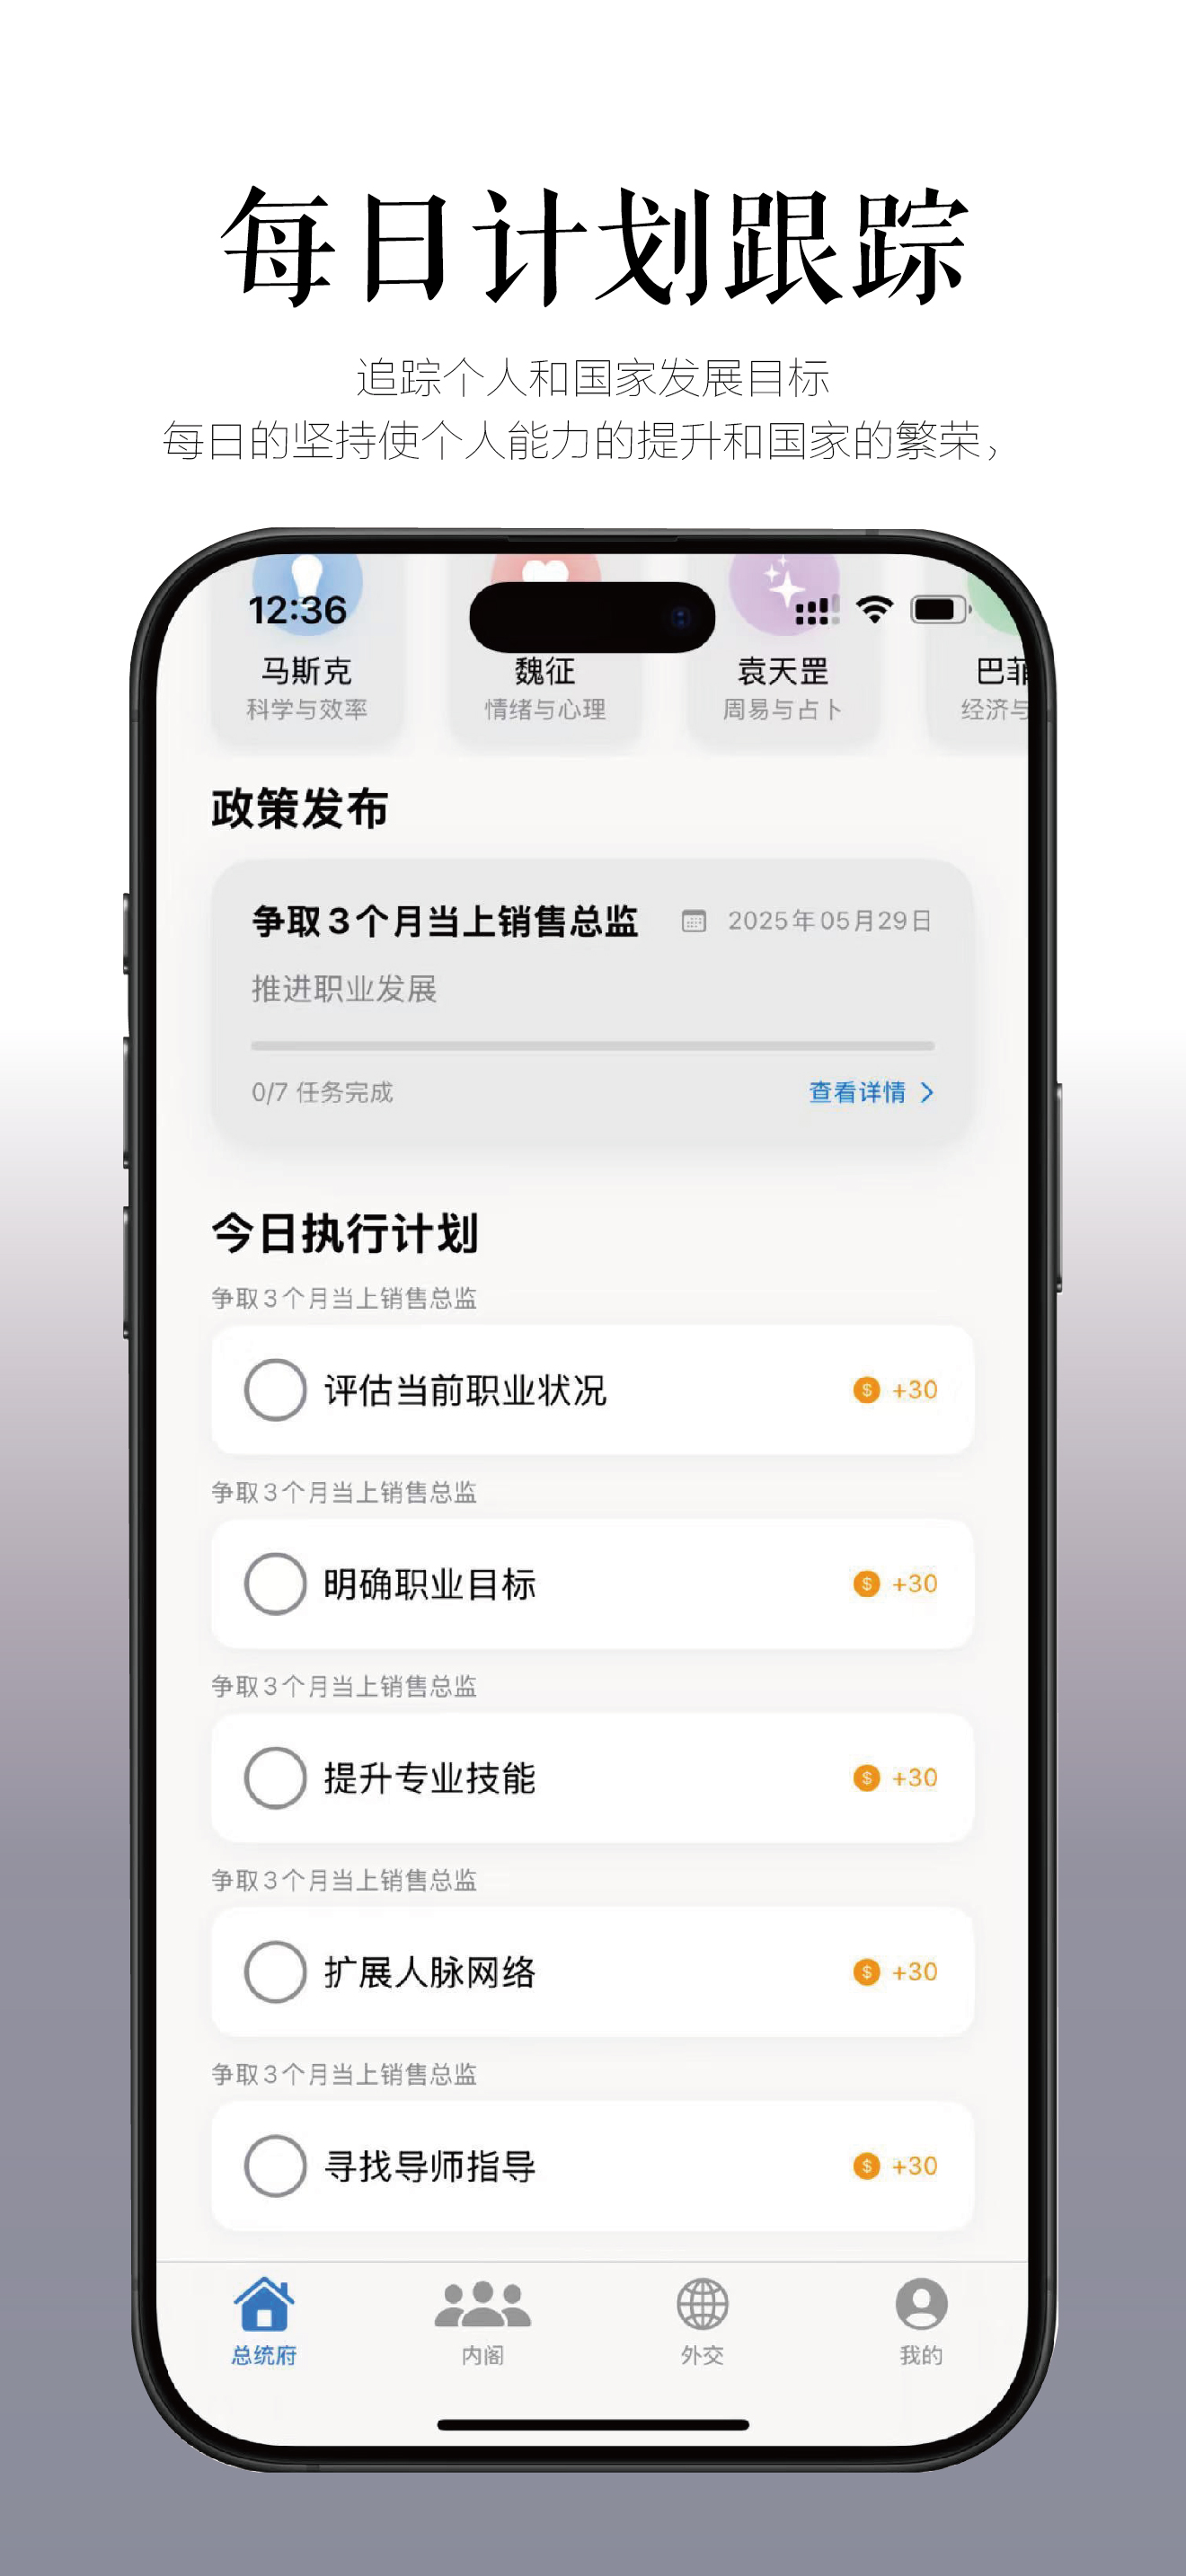 每日计划跟踪
追踪个人和国家发展目标
每日的坚持使个人能力的提升和国家的繁荣,
12:36
马斯克 魏征 袁天罡 巴菲
科学与效率 情绪与心理 周易与占卜 经济与
政策发布
争取3个月当上销售总监 2025年05月29日
推进职业发展
0/7 任务完成 查看详情
今日执行计划
争取3个月当上销售总监
评估当前职业状况 $ +30
争取3个月当上销售总监
明确职业目标 $ +30
争取3个月当上销售总监
提升专业技能 $ +30
争取3个月当上销售总监
扩展人脉网络 $ +30
争取3个月当上销售总监
寻找导师指导 $ +30
总统府 内阁 外交 我的